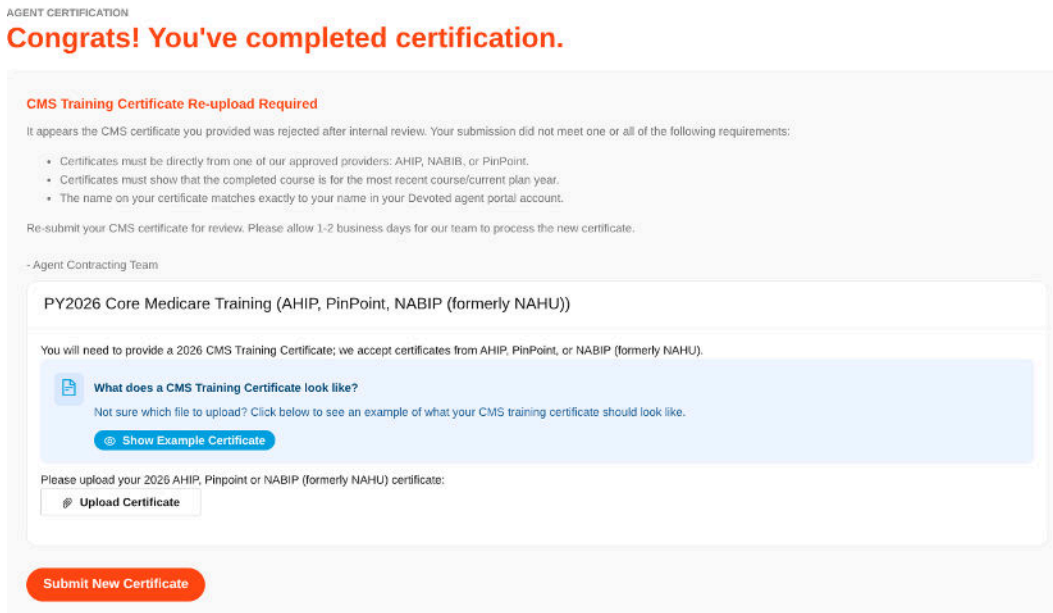 AGENT CERTIFICATION
Congrats! You've completed certification.
CMS Training Certificate Re-upload Required
It appears the CMS certificate you provided was rejected after internal review. Your submission did not meet one or all of the following requirements:
• Certificates must be directly from one of our approved providers: AHIP, NABIB, or PinPoint.
• Certificates must show that the completed course is for the most recent course/current plan year.
• The name on your certificate matches exactly to your name in your Devoted agent portal account.
Re-submit your CMS certificate for review. Please allow 1-2 business days for our team to process the new certificate.
- Agent Contracting Team
PY2026 Core Medicare Training (AHIP, PinPoint, NABIP (formerly NAHU))
You will need to provide a 2026 CMS Training Certificate; we accept certificates from AHIP, PinPoint, or NABIP (formerly NAHU).
What does a CMS Training Certificate look like?
Not sure which file to upload? Click below to see an example of what your CMS training certificate should look like.
Show Example Certificate
Please upload your 2026 AHIP, Pinpoint or NABIP (formerly NAHU) certificate:
Upload Certificate
Submit New Certificate